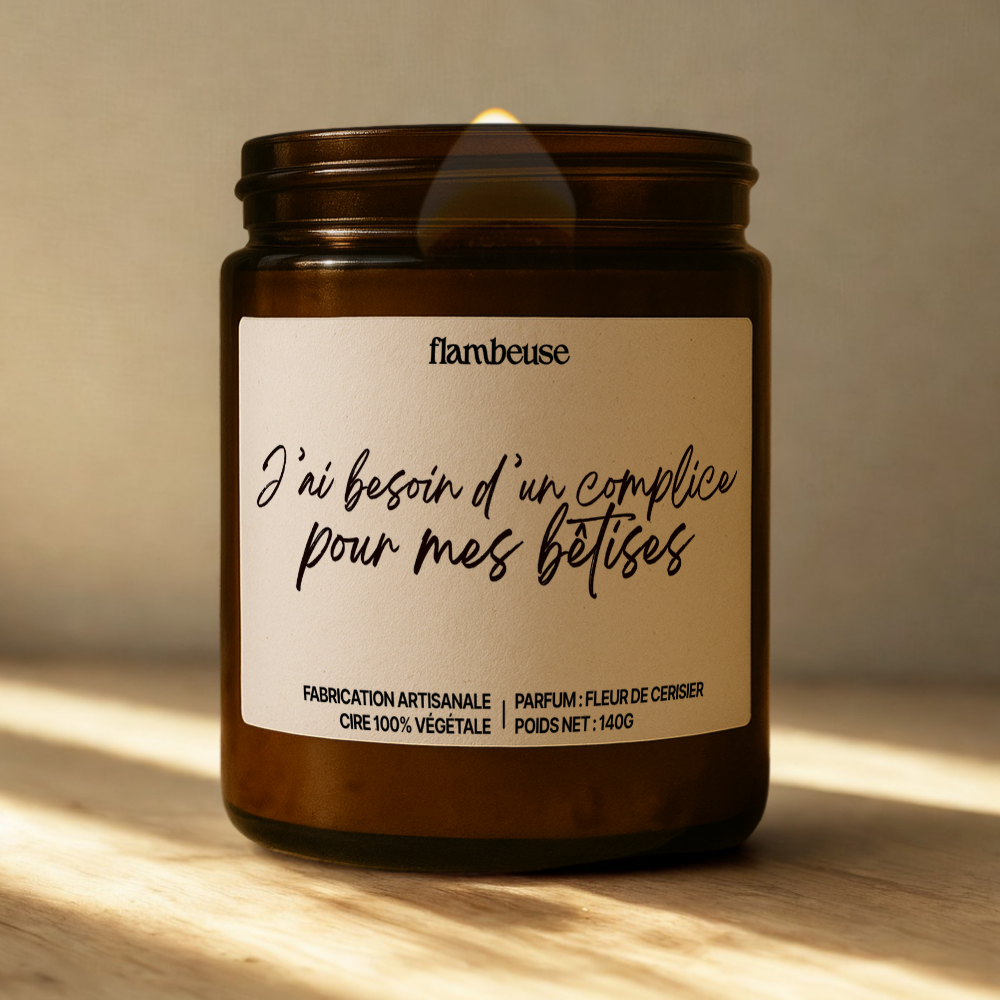 flambeuse
J'ai besoin d'un complice
pour mes bêtises
FABRICATION ARTISANALE | PARFUM : FLEUR DE CERISIER
CIRE 100% VÉGÉTALE | POIDS NET : 140G